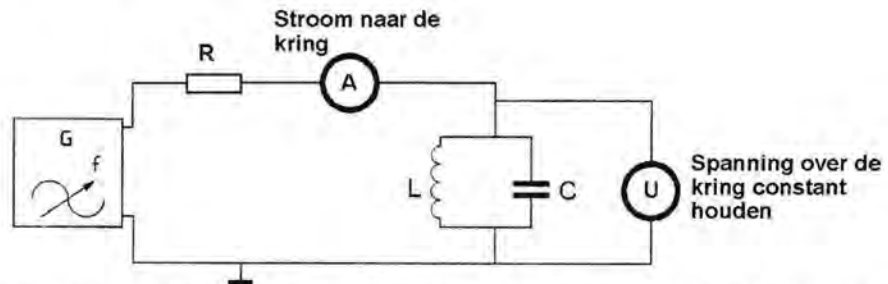 Stroom naar de
kring
R
A
G
f
L
C
U
Spanning over de
kring constant
houden